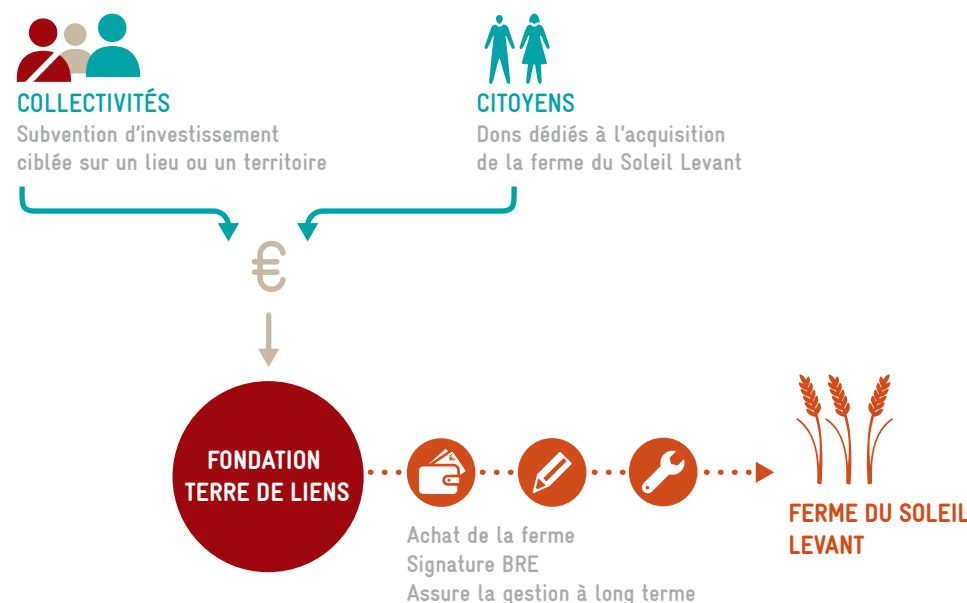 COLLECTIVITÉS
Subvention d'investissement
ciblée sur un lieu ou un territoire
CITOYENS
Dons dédiés à l'acquisition
de la ferme du Soleil Levant
€
FONDATION
TERRE DE LIENS
Achat de la ferme
Signature BRE
Assure la gestion à long terme
FERME DU SOLEIL
LEVANT